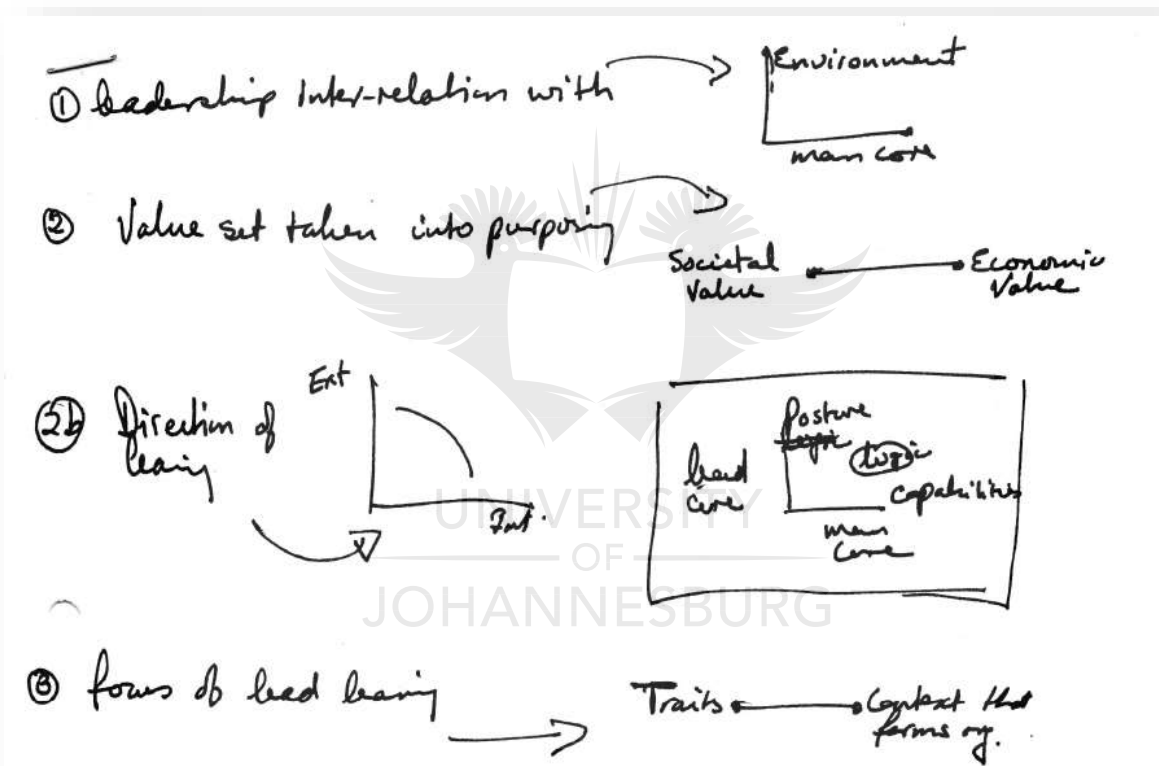 ① Leadership Inter-relation with
Environment
main core
② Value set taken into purposing
Societal Value
Economic Value
②b Direction of
leaning
Ext
Int.
Posture
Logic
Lead
core
capabilities
main
core
UNIVERSITY
OF
JOHANNESBURG
③ focus of lead leaning
Traits
Context that
forms org.